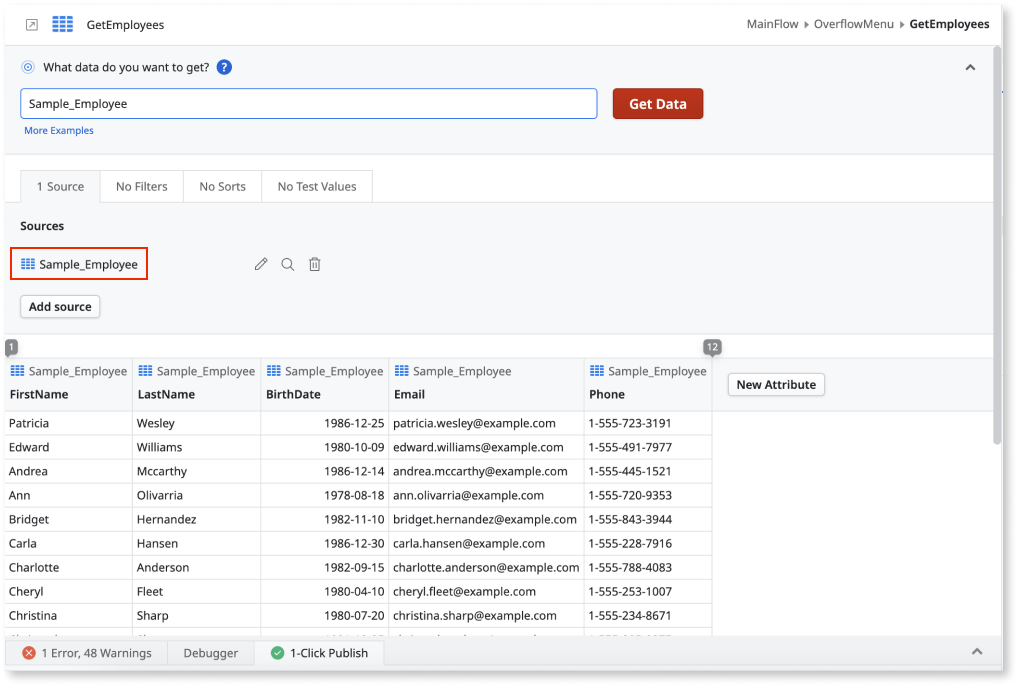 GetEmployees MainFlow OverflowMenu GetEmployees
What data do you want to get? ?
Sample_Employee Get Data
More Examples
1 Source No Filters No Sorts No Test Values
Sources
Sample_Employee
Add source
1 12
Sample_Employee Sample_Employee Sample_Employee Sample_Employee Sample_Employee
New Attribute
FirstName LastName BirthDate Email Phone
Patricia Wesley 1986-12-25 patricia.wesley@example.com 1-555-723-3191
Edward Williams 1980-10-09 edward.williams@example.com 1-555-491-7977
Andrea Mccarthy 1986-12-14 andrea.mccarthy@example.com 1-555-445-1521
Ann Olivarria 1978-08-18 ann.olivarria@example.com 1-555-720-9353
Bridget Hernandez 1982-11-10 bridget.hernandez@example.com 1-555-843-3944
Carla Hansen 1986-12-30 carla.hansen@example.com 1-555-228-7916
Charlotte Anderson 1982-09-15 charlotte.anderson@example.com 1-555-788-4083
Cheryl Fleet 1980-04-10 cheryl.fleet@example.com 1-555-253-1007
Christina Sharp 1980-07-20 christina.sharp@example.com 1-555-234-8671
1 Error, 48 Warnings Debugger 1-Click Publish